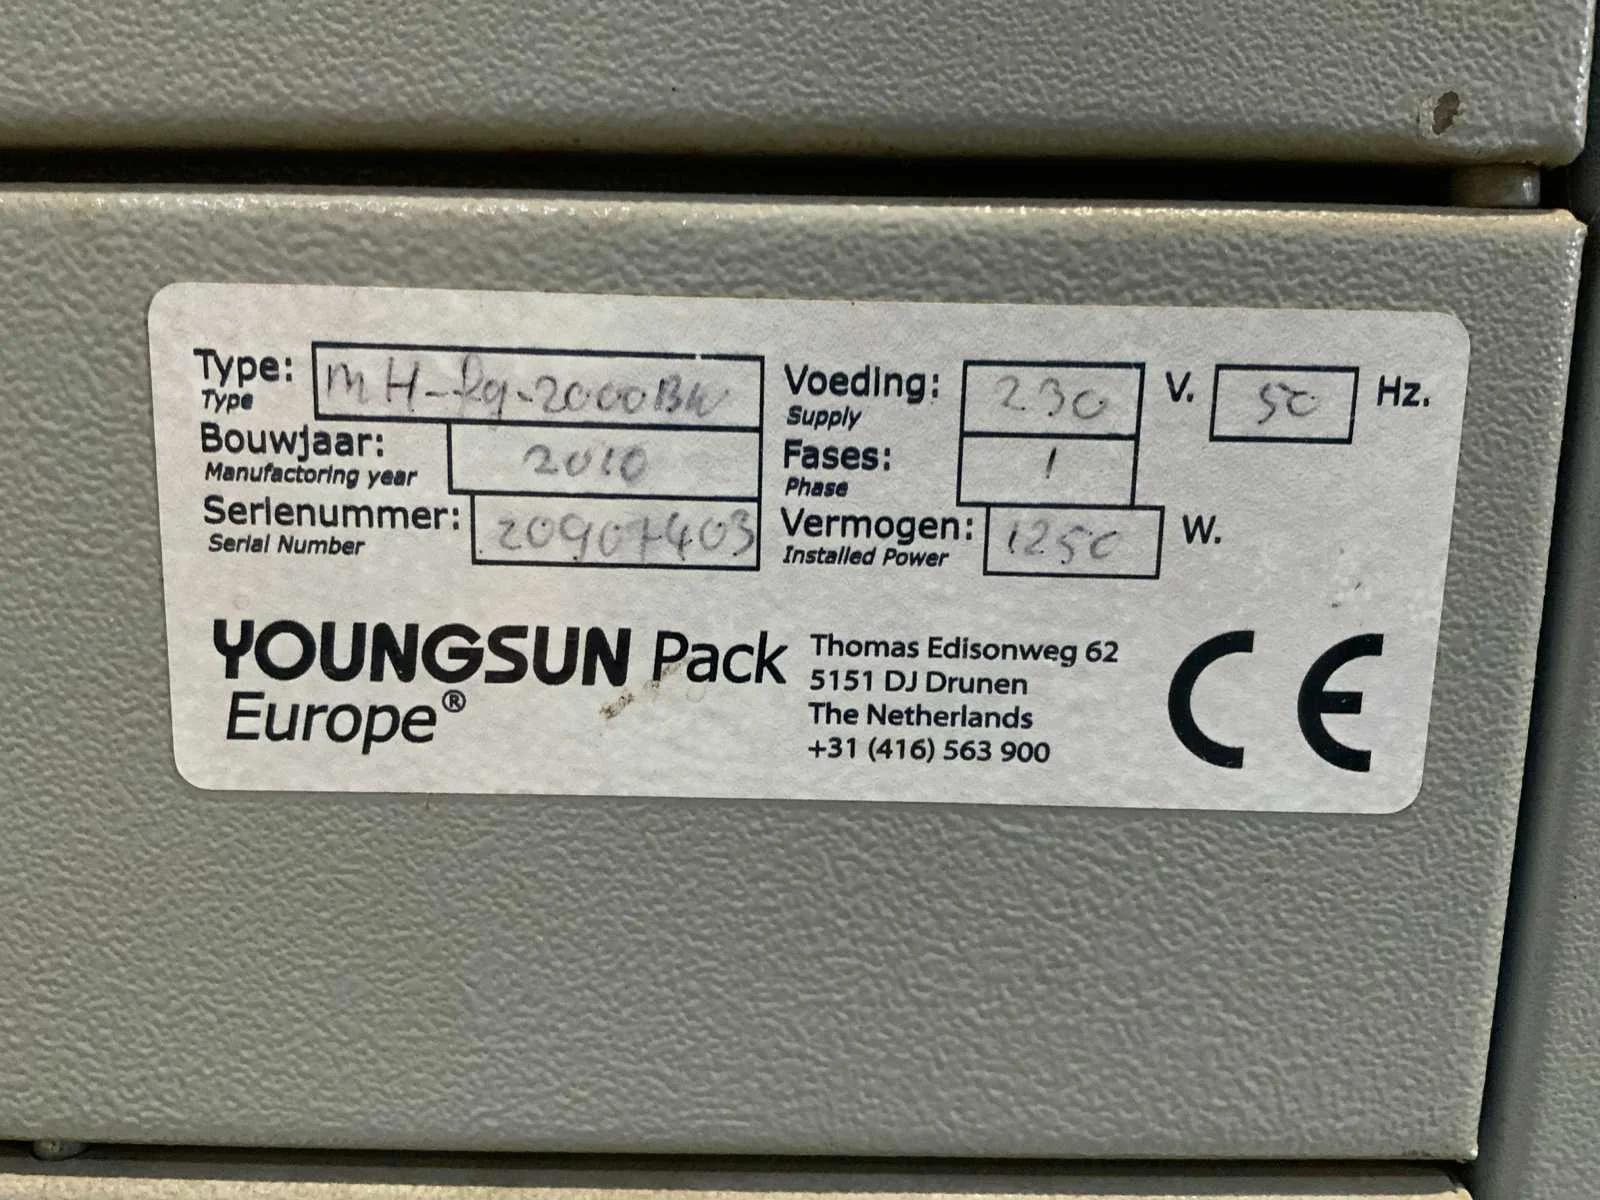 Type: MH-fg-2000BW Voeding: 230 V. 50 Hz.
Type Supply
Bouwjaar: 2010 Fases: 1
Manufactoring year Phase
Serienummer: 20907403 Vermogen: 1250 W.
Serial Number Installed Power
YOUNGSUN Pack
Europe®
Thomas Edisonweg 62
5151 DJ Drunen
The Netherlands
+31 (416) 563 900
CE